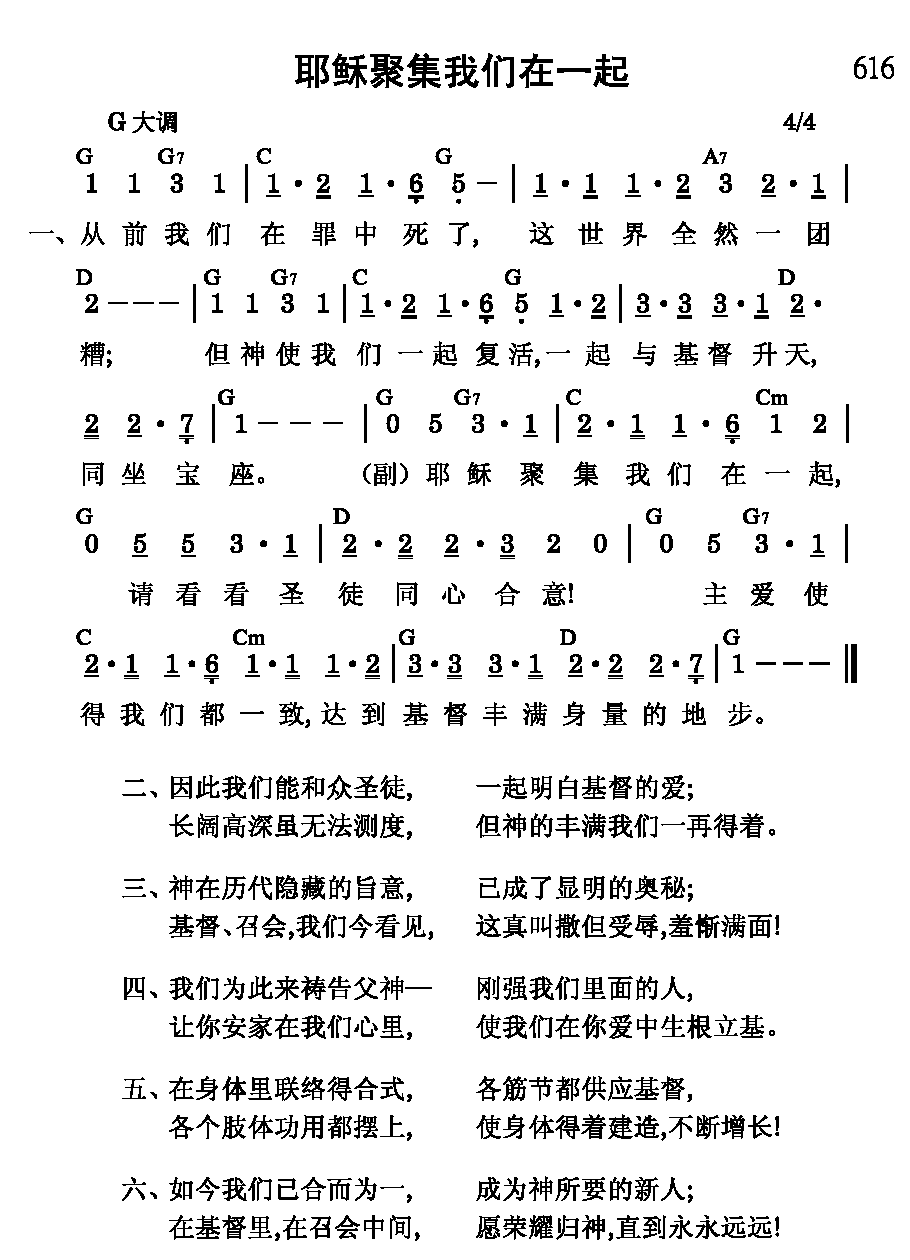 耶稣聚集我们在一起 616
G 大调 4/4
G G7 C G A7
1 1 3 1 | 1 · 2 1 · 6 5 – | 1 · 1 1 · 2 3 2 · 1 |
一、从前我们在罪中死了, 这世界全然一团
D G G7 C G D
2 – – – | 1 1 3 1 | 1 · 2 1 · 6 5 1 · 2 | 3 · 3 3 · 1 2 ·
糟; 但神使我们一起复活,一起与基督升天,
G G G7 C Cm
2 2 · 7 | 1 – – – | 0 5 3 · 1 | 2 · 1 1 · 6 1 2 |
同坐宝座。 (副)耶稣聚集我们在一起,
G D G G7
0 5 5 3 · 1 | 2 · 2 2 · 3 2 0 | 0 5 3 · 1 |
请看看圣徒同心合意! 主爱使
C Cm G D G
2 · 1 1 · 6 1 · 1 1 · 2 | 3 · 3 3 · 1 2 · 2 2 · 7 | 1 – – – ‖
得我们都一致,达到基督丰满身量的地步。
二、因此我们能和众圣徒, 一起明白基督的爱;
长阔高深虽无法测度, 但神的丰满我们一再得着。
三、神在历代隐藏的旨意, 已成了显明的奥秘;
基督、召会,我们今看见, 这真叫撒但受辱,羞惭满面!
四、我们为此来祷告父神— 刚强我们里面的人,
让你安家在我们心里, 使我们在你爱中生根立基。
五、在身体里联络得合式, 各筋节都供应基督,
各个肢体功用都摆上, 使身体得着建造,不断增长!
六、如今我们已合而为一, 成为神所要的新人;
在基督里,在召会中间, 愿荣耀归神,直到永永远远!